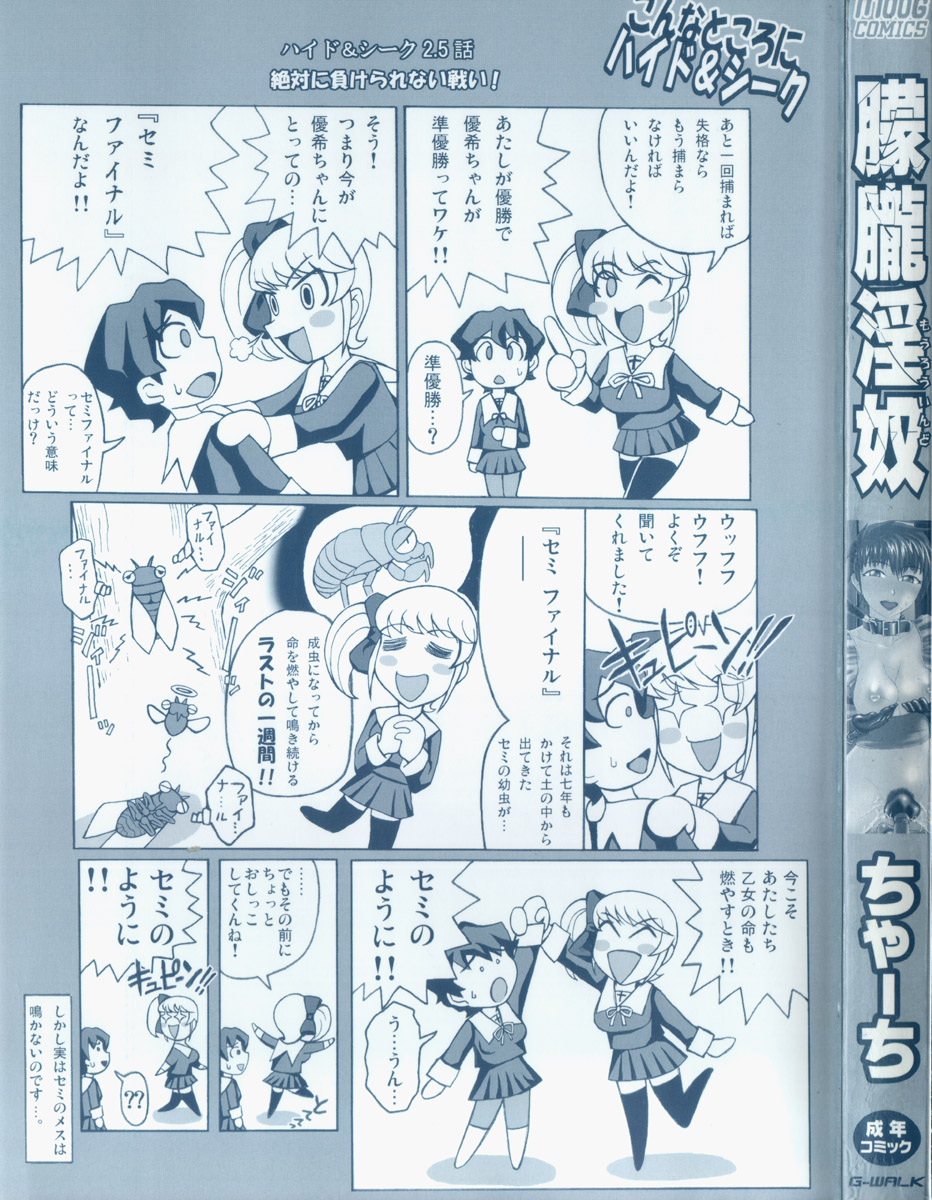 こんなところに
ハイド&シーク
ハイド&シーク 2.5話
絶対に負けられない戦い!
あと一回捕まれば
失格なら
もう捕まら
なければ
いいんだよ!
あたしが優勝で
優希ちゃんが
準優勝ってワケ!!
準優勝…?
そう!
つまり今が
優希ちゃんに
とっての…
『セミ
ファイナル』
なんだよ!!
セミファイナル
って…
どういう意味
だっけ?
ウッフフ
ウフフ!
よくぞ
聞いて
くれました!
キュピーン!!
『セミ ファイナル』
――
それは七年も
かけて土の中から
出てきた
セミの幼虫が…
成虫になってから
命を燃やして鳴き続ける
ラストの一週間!!
ファイ
ナル…
ファイナル
…
ファイ…
ナ…ル
今こそ
あたしたち
乙女の命も
燃やすとき!!
セミの
ように!!
う…うん…
……
でもその前に
ちょっと
おしっこ
してくんね!
セミの
ように
!!
キュピン!!
??
しかし実はセミのメスは
鳴かないのです…。
MUUG
COMICS
朦朧淫奴
もうろういんど
ちゃーち
成年
コミック
G-WALK